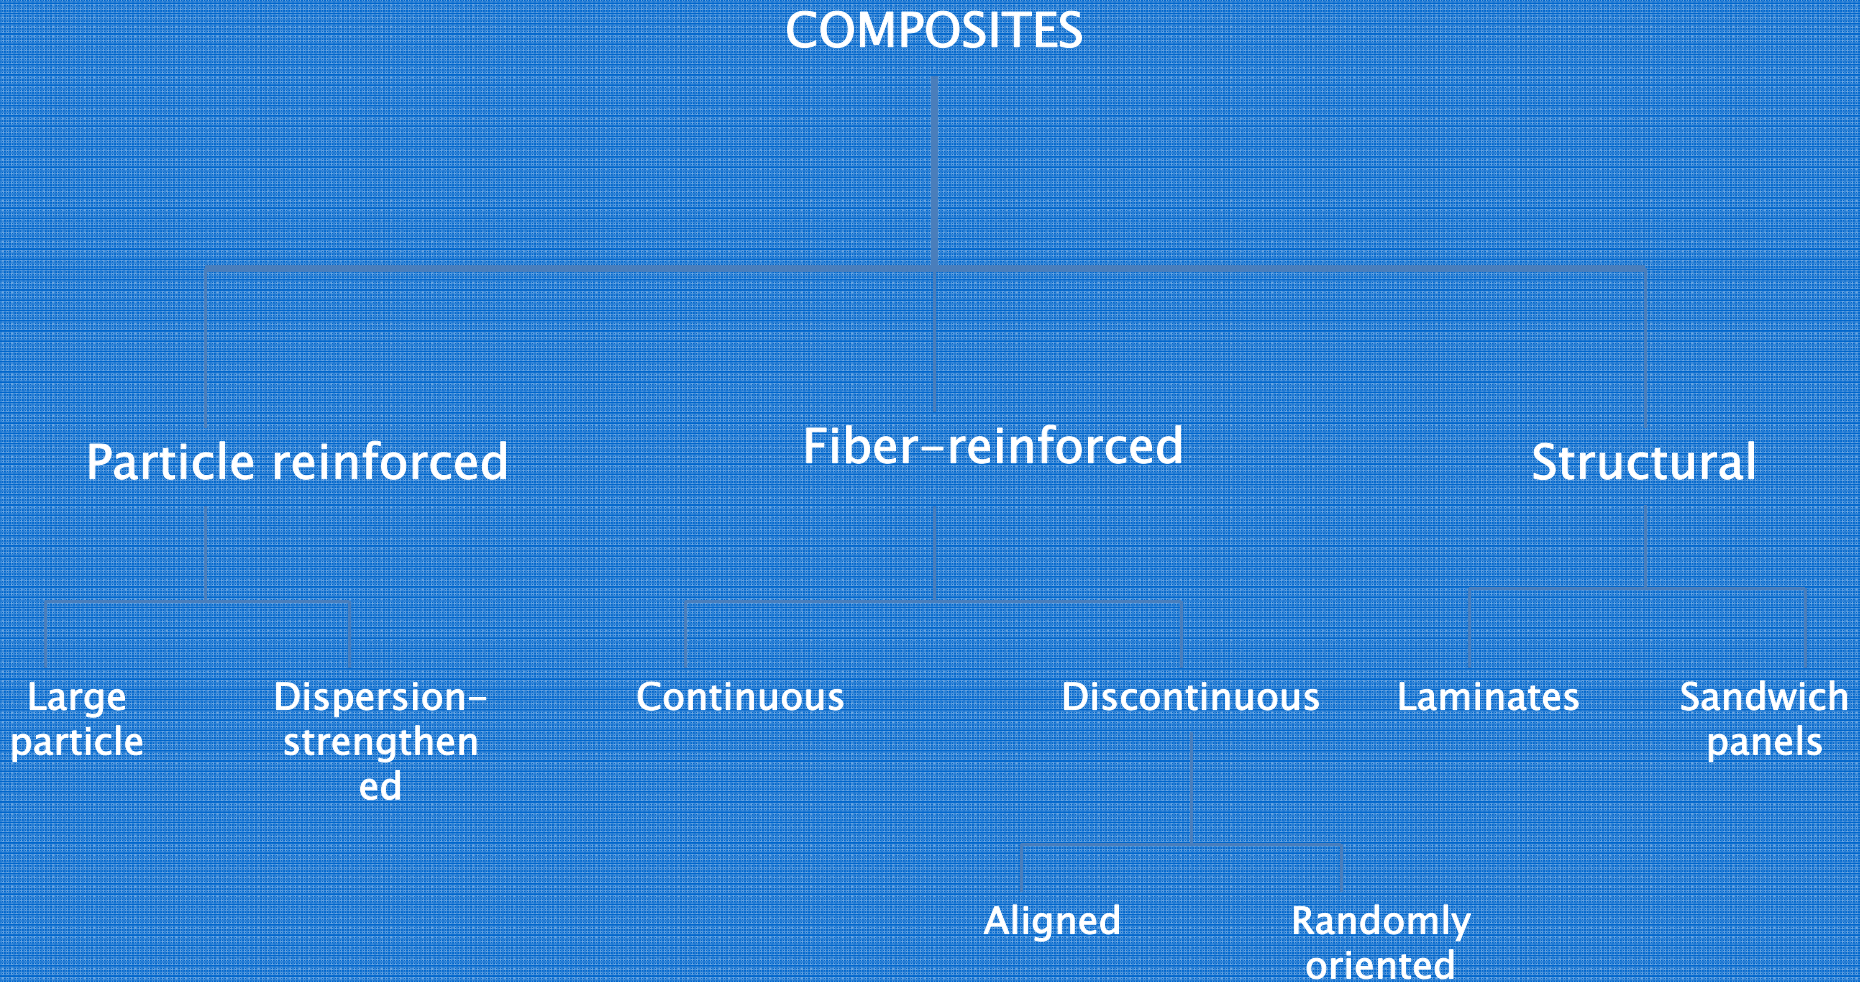 COMPOSITES
Particle reinforced
Fiber-reinforced
Structural
Large
particle
Dispersion-
strengthen
ed
Continuous
Discontinuous
Laminates
Sandwich
panels
Aligned
Randomly
oriented